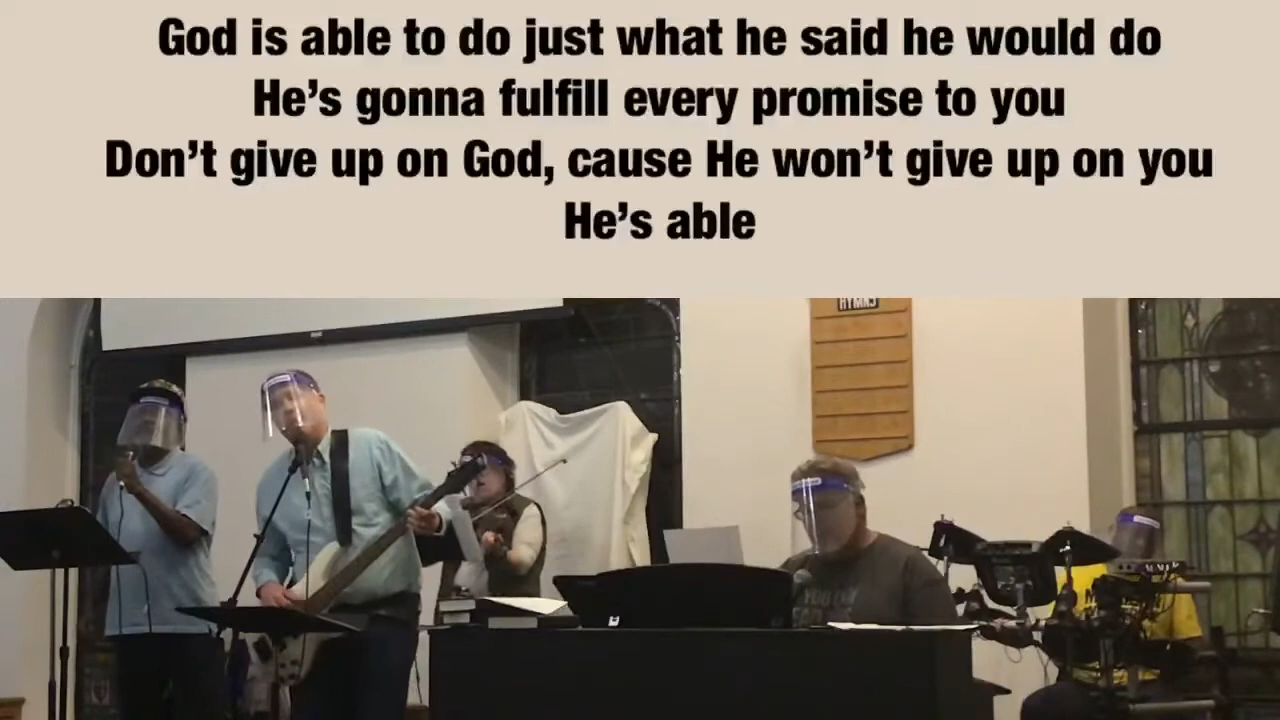 God is able to do just what he said he would do
He's gonna fulfill every promise to you
Don't give up on God, cause He won't give up on you
He's able
HYMNS